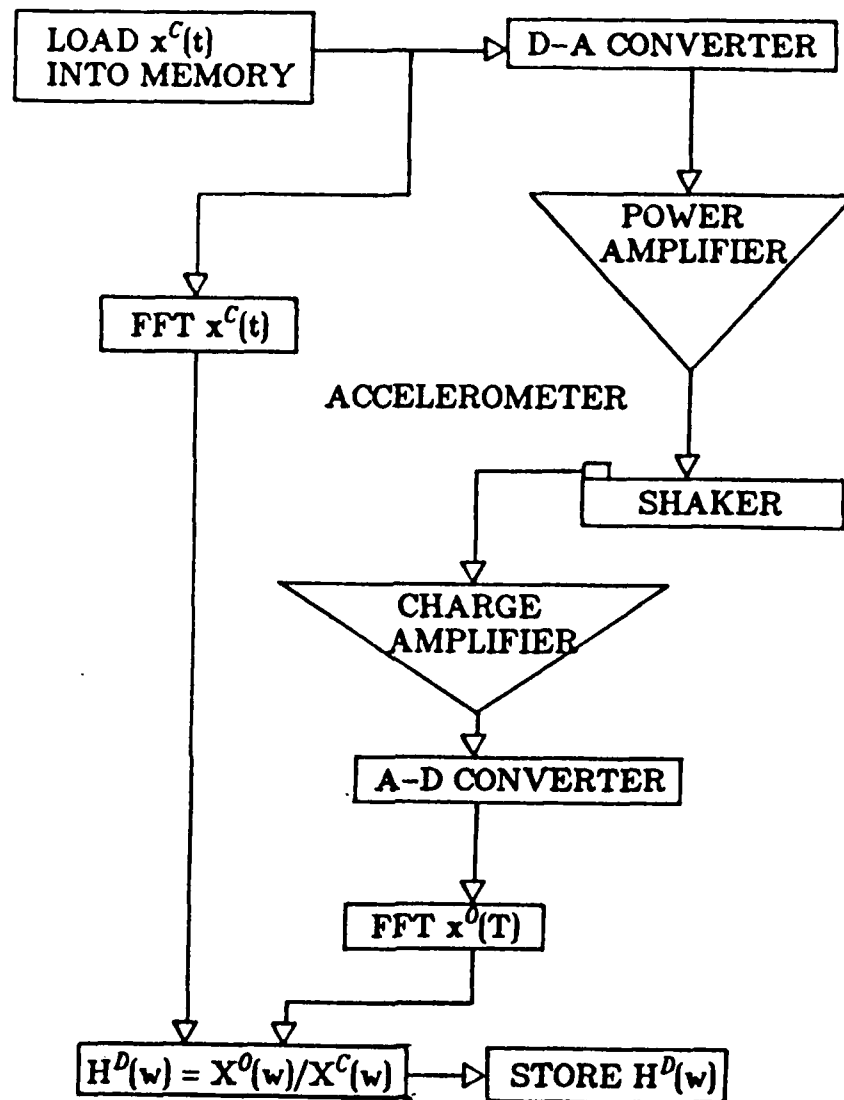 LOAD x^C(t)
INTO MEMORY
D-A CONVERTER
POWER
AMPLIFIER
FFT x^C(t)
ACCELEROMETER
SHAKER
CHARGE
AMPLIFIER
A-D CONVERTER
FFT x^O(T)
H^D(w) = X^O(w)/X^C(w)
STORE H^D(w)